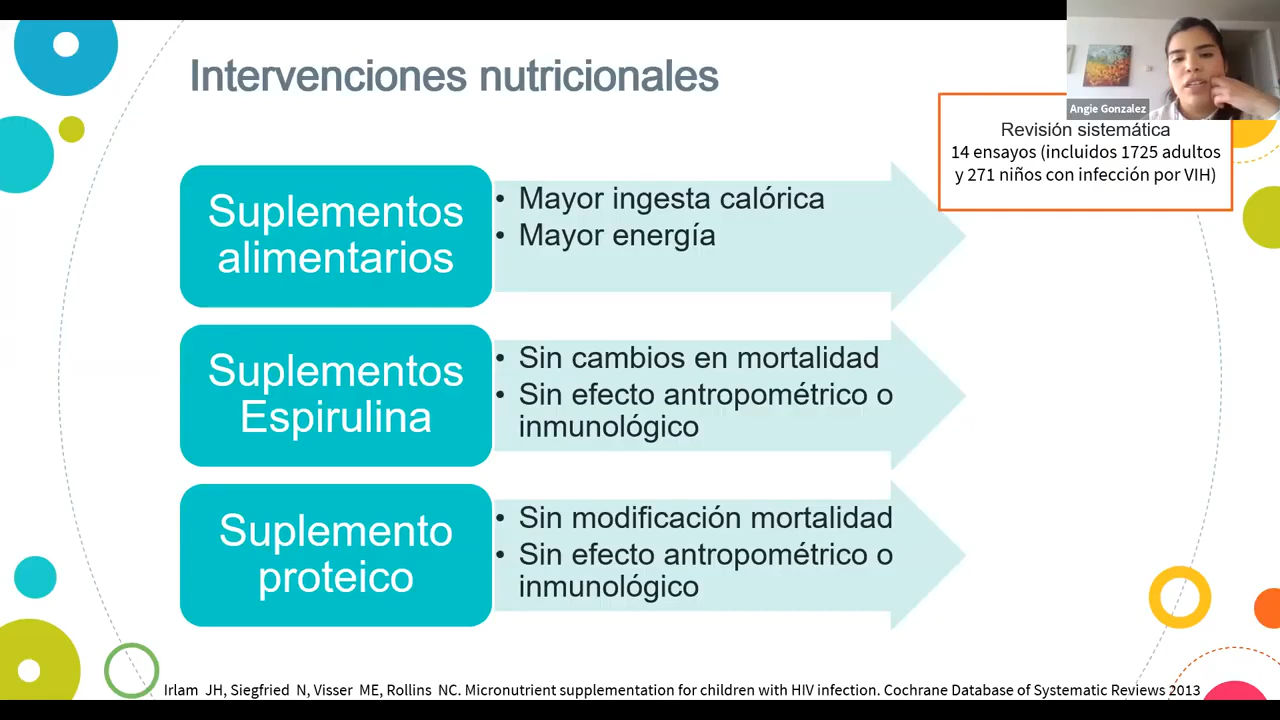 Intervenciones nutricionales
Angie Gonzalez
Revisión sistemática
14 ensayos (incluidos 1725 adultos
y 271 niños con infección por VIH)
Suplementos
alimentarios
• Mayor ingesta calórica
• Mayor energía
Suplementos
Espirulina
• Sin cambios en mortalidad
• Sin efecto antropométrico o
inmunológico
Suplemento
proteico
• Sin modificación mortalidad
• Sin efecto antropométrico o
inmunológico
Irlam JH, Siegfried N, Visser ME, Rollins NC. Micronutrient supplementation for children with HIV infection. Cochrane Database of Systematic Reviews 2013